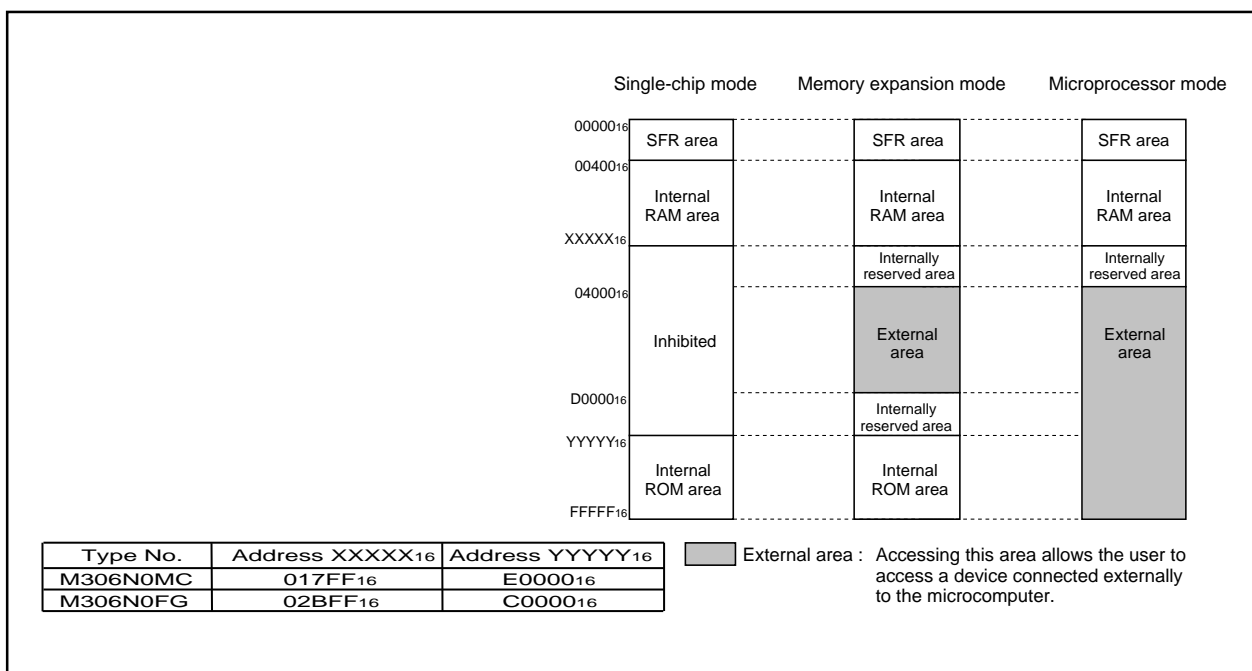 Single-chip mode Memory expansion mode Microprocessor mode
00000₁₆
SFR area SFR area SFR area
00400₁₆
Internal
RAM area
Internal
RAM area
Internal
RAM area
XXXXX₁₆
Internally
reserved area
Internally
reserved area
04000₁₆
Inhibited
External
area
External
area
D0000₁₆
Internally
reserved area
YYYYY₁₆
Internal
ROM area
Internal
ROM area
FFFFF₁₆
Type No. Address XXXXX₁₆ Address YYYYY₁₆
M306N0MC 017FF₁₆ E0000₁₆
M306N0FG 02BFF₁₆ C0000₁₆
External area : Accessing this area allows the user to
access a device connected externally
to the microcomputer.